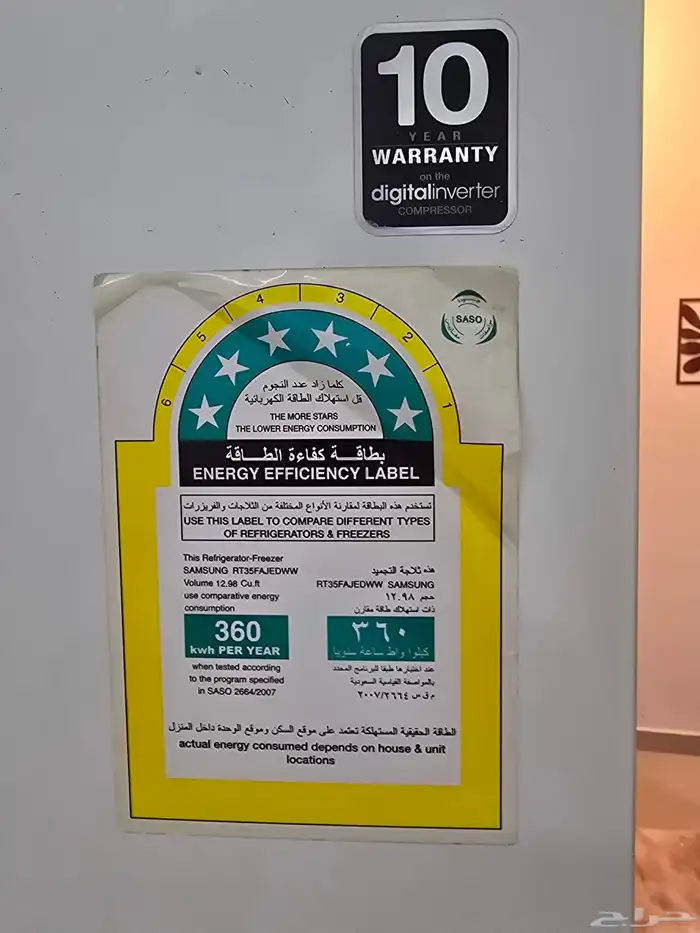 10
YEAR
WARRANTY
on the
digitalinverter
COMPRESSOR
SASO
6
5
4
3
2
1
كلما زاد عدد النجوم
قل استهلاك الطاقة الكهربائية
THE MORE STARS
THE LOWER ENERGY CONSUMPTION
بطاقة كفاءة الطاقة
ENERGY EFFICIENCY LABEL
تستخدم هذه البطاقة لمقارنة الأنواع المختلفة من الثلاجات والفريزرات
USE THIS LABEL TO COMPARE DIFFERENT TYPES
OF REFRIGERATORS & FREEZERS
This Refrigerator-Freezer
SAMSUNG RT35FAJEDWW
Volume 12.98 Cu.ft
use comparative energy
consumption
360
kwh PER YEAR
when tested according
to the program specified
in SASO 2664/2007
هذه ثلاجة التجميد
RT35FAJEDWW SAMSUNG
حجم ١٢.٩٨
ذات استهلاك طاقة مقارن
٣٦٠
كيلوا واط ساعة سنويا
عند اختبارها طبقا للبرنامج المحدد
بالمواصفة القياسية السعودية
م ق س ٢٠٠٧/٢٦٦٤
الطاقة الحقيقية المستهلكة تعتمد على موقع السكن وموقع الوحدة داخل المنزل
actual energy consumed depends on house & unit
locations
حراج